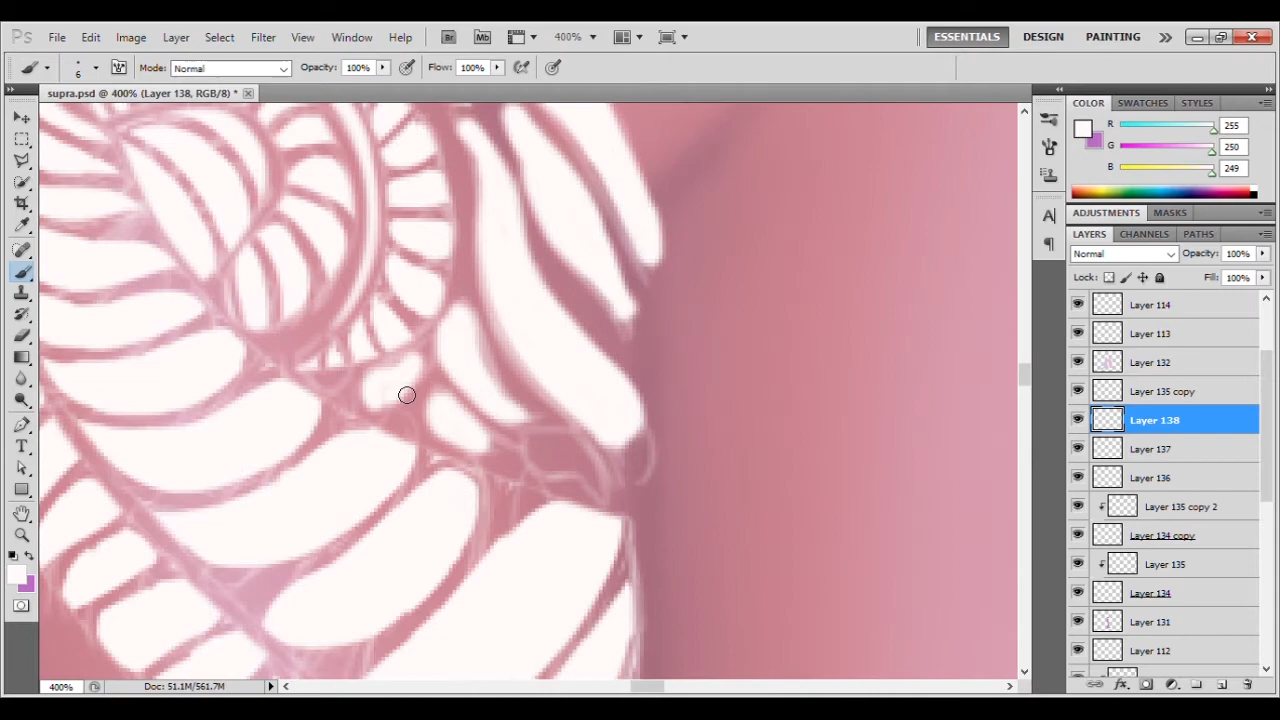 Ps File Edit Image Layer Select Filter View Window Help Br Mb 400% ESSENTIALS DESIGN PAINTING
6 Mode: Normal Opacity: 100% Flow: 100%
supra.psd @ 400% (Layer 138, RGB/8) *
COLOR SWATCHES STYLES
R 255
G 250
B 249
ADJUSTMENTS MASKS
LAYERS CHANNELS PATHS
Normal Opacity: 100%
Lock: Fill: 100%
Layer 114
Layer 113
Layer 132
Layer 135 copy
Layer 138
Layer 137
Layer 136
Layer 135 copy 2
Layer 134 copy
Layer 135
Layer 134
Layer 131
Layer 112
400% Doc: 51.1M/561.7M